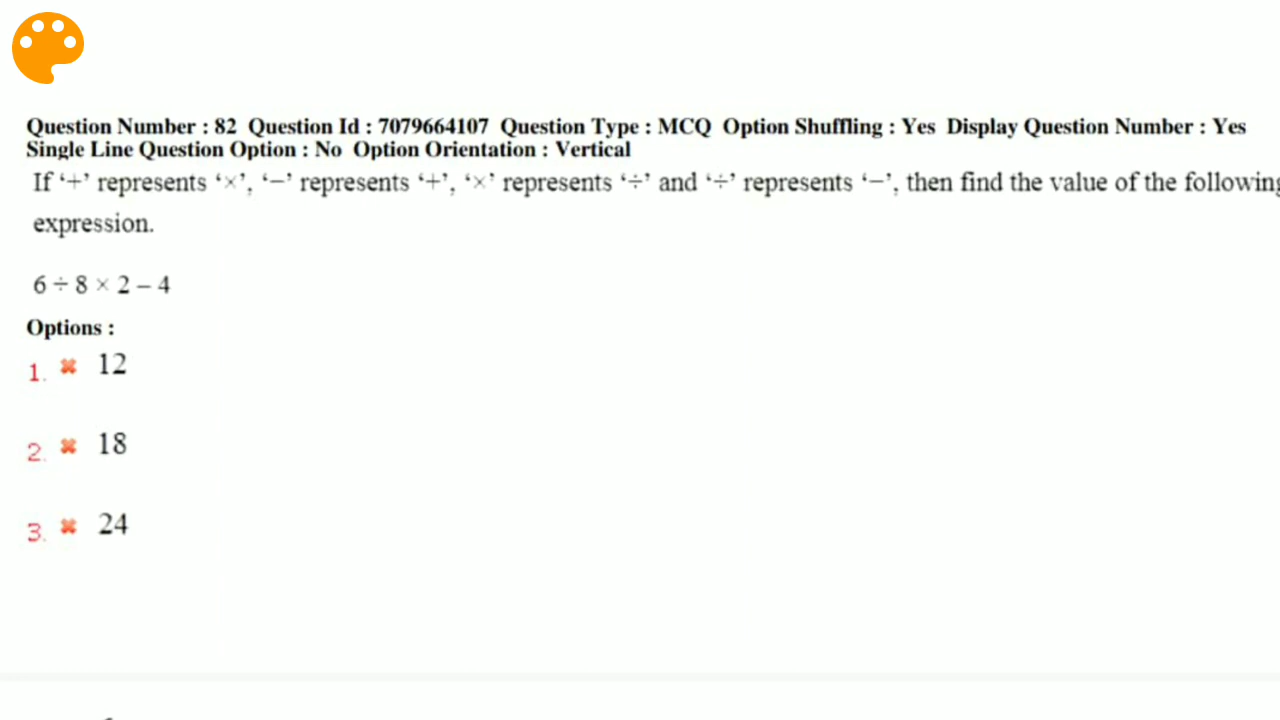 Question Number : 82 Question Id : 7079664107 Question Type : MCQ Option Shuffling : Yes Display Question Number : Yes
Single Line Question Option : No Option Orientation : Vertical
If ‘+’ represents ‘×’, ‘−’ represents ‘+’, ‘×’ represents ‘÷’ and ‘÷’ represents ‘−’, then find the value of the following
expression.
6 ÷ 8 × 2 – 4
Options :
1. ✖ 12
2. ✖ 18
3. ✖ 24